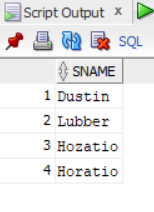 Script Output x
SQL
SNAME
1 Dustin
2 Lubber
3 Hozatio
4 Horatio